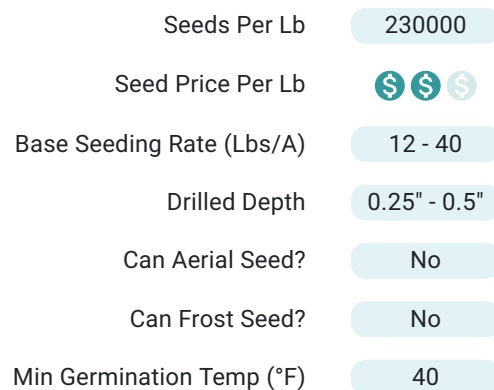 Seeds Per Lb 230000
Seed Price Per Lb $ $ $
Base Seeding Rate (Lbs/A) 12 - 40
Drilled Depth 0.25" - 0.5"
Can Aerial Seed? No
Can Frost Seed? No
Min Germination Temp (°F) 40